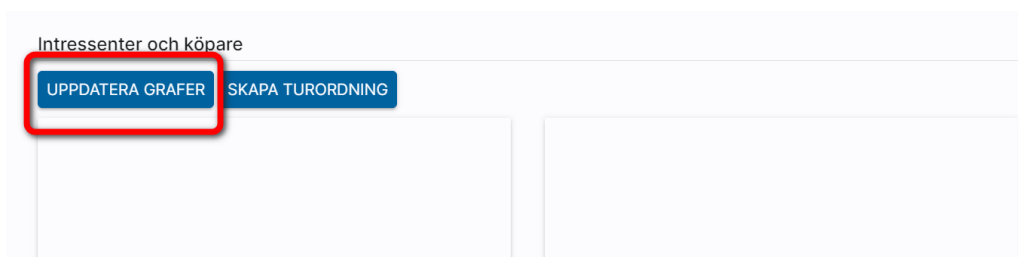 Intressenter och köpare
UPPDATERA GRAFER SKAPA TURORDNING